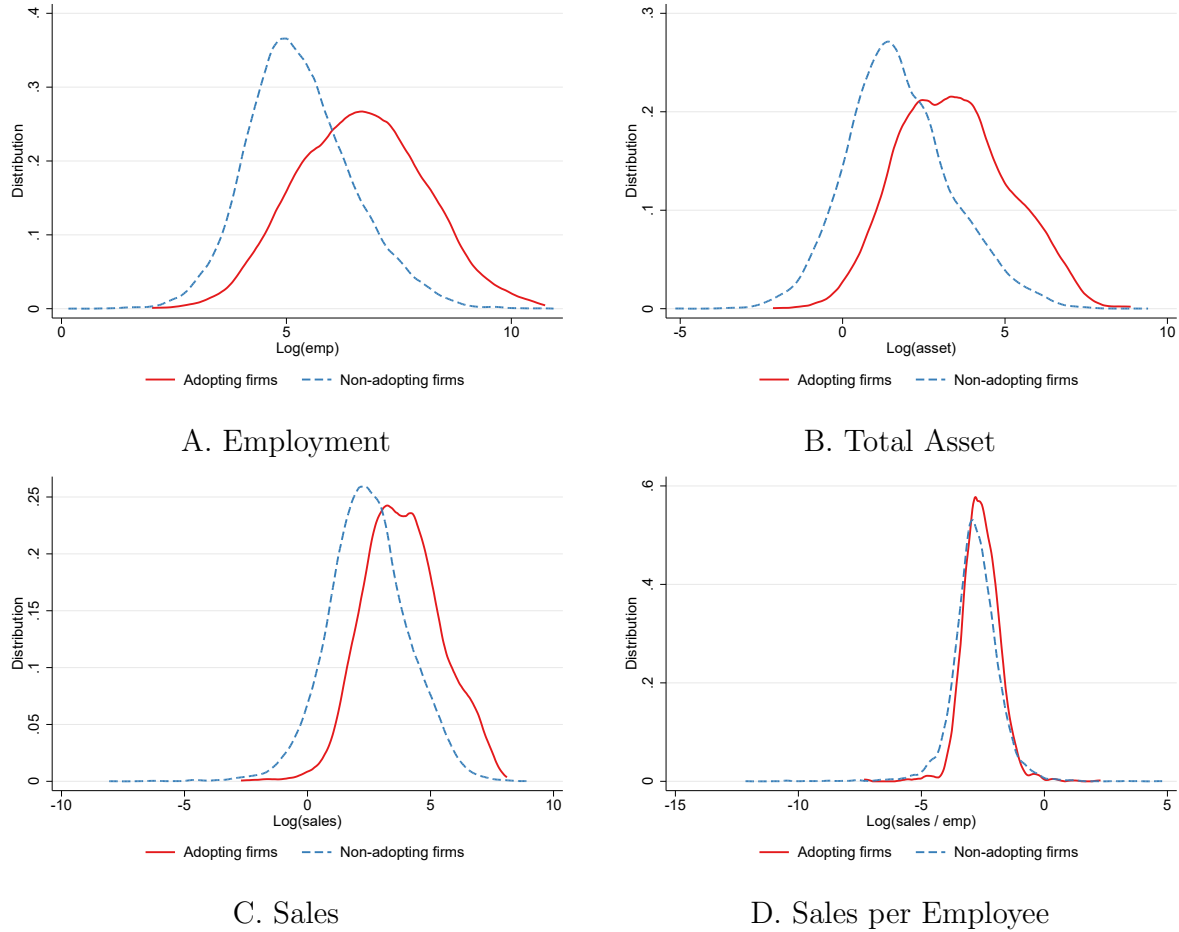 .4
.3
.2
.1
0
Distribution
0 5 10
Log(emp)
Adopting firms Non-adopting firms
A. Employment
.3
.2
.1
0
Distribution
-5 0 5 10
Log(asset)
Adopting firms Non-adopting firms
B. Total Asset
.25
.2
.15
.1
.05
0
Distribution
-10 -5 0 5 10
Log(sales)
Adopting firms Non-adopting firms
C. Sales
.6
.4
.2
0
Distribution
-15 -10 -5 0 5
Log(sales / emp)
Adopting firms Non-adopting firms
D. Sales per Employee